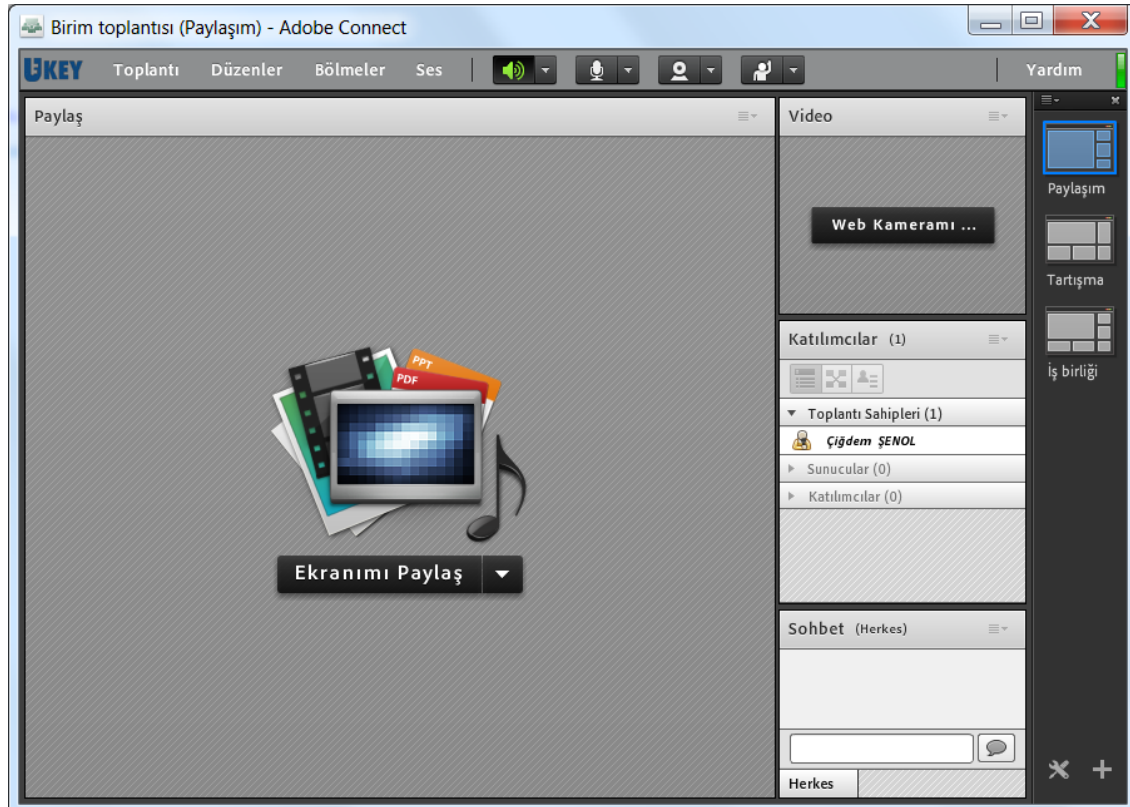 Birim toplantısı (Paylaşım) - Adobe Connect
UKEY Toplantı Düzenler Bölmeler Ses Yardım
Paylaş
PPT
PDF
Ekranımı Paylaş
Video
Web Kameramı ...
Katılımcılar (1)
Toplantı Sahipleri (1)
Çiğdem ŞENOL
Sunucular (0)
Katılımcılar (0)
Sohbet (Herkes)
Herkes
Paylaşım
Tartışma
İş birliği